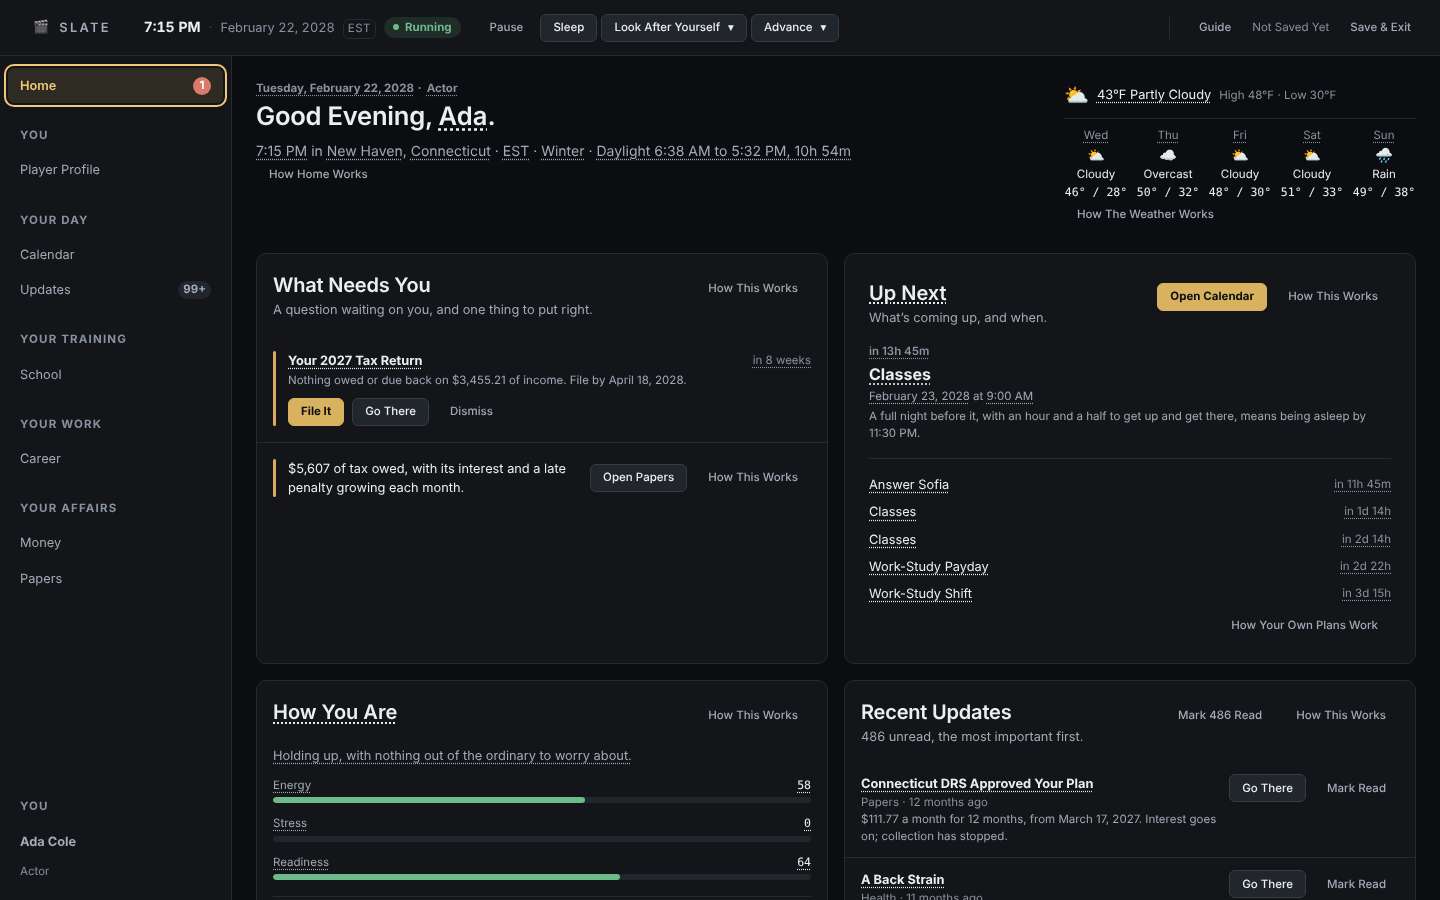 SLATE
7:15 PM · February 22, 2028 EST Running
Pause
Sleep
Look After Yourself ▾
Advance ▾
Guide
Not Saved Yet
Save & Exit
Home 1
YOU
Player Profile
YOUR DAY
Calendar
Updates 99+
YOUR TRAINING
School
YOUR WORK
Career
YOUR AFFAIRS
Money
Papers
YOU
Ada Cole
Actor
Tuesday, February 22, 2028 · Actor
Good Evening, Ada.
7:15 PM in New Haven, Connecticut · EST · Winter · Daylight 6:38 AM to 5:32 PM, 10h 54m
How Home Works
43°F Partly Cloudy High 48°F · Low 30°F
Wed Thu Fri Sat Sun
Cloudy Overcast Cloudy Cloudy Rain
46° / 28° 50° / 32° 48° / 30° 51° / 33° 49° / 38°
How The Weather Works
What Needs You
How This Works
A question waiting on you, and one thing to put right.
Your 2027 Tax Return in 8 weeks
Nothing owed or due back on $3,455.21 of income. File by April 18, 2028.
File It Go There Dismiss
$5,607 of tax owed, with its interest and a late
penalty growing each month.
Open Papers How This Works
Up Next
Open Calendar How This Works
What's coming up, and when.
in 13h 45m
Classes
February 23, 2028 at 9:00 AM
A full night before it, with an hour and a half to get up and get there, means being asleep by
11:30 PM.
Answer Sofia in 11h 45m
Classes in 1d 14h
Classes in 2d 14h
Work-Study Payday in 2d 22h
Work-Study Shift in 3d 15h
How Your Own Plans Work
How You Are
How This Works
Holding up, with nothing out of the ordinary to worry about.
Energy 58
Stress 0
Readiness 64
Recent Updates
Mark 486 Read How This Works
486 unread, the most important first.
Connecticut DRS Approved Your Plan
Papers · 12 months ago
$111.77 a month for 12 months, from March 17, 2027. Interest goes
on; collection has stopped.
Go There Mark Read
A Back Strain
Health · 11 months ago
Go There Mark Read